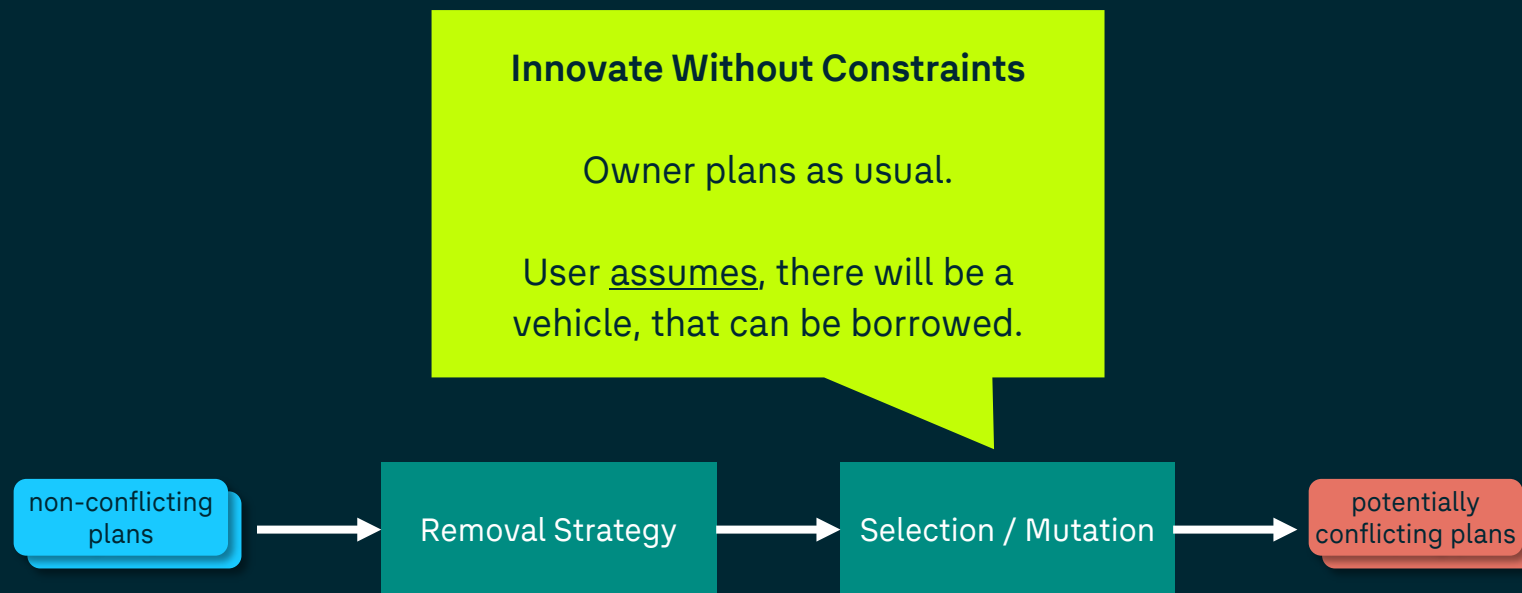 Innovate Without Constraints
Owner plans as usual.
User assumes, there will be a
vehicle, that can be borrowed.
non-conflicting
plans
Removal Strategy
Selection / Mutation
potentially
conflicting plans